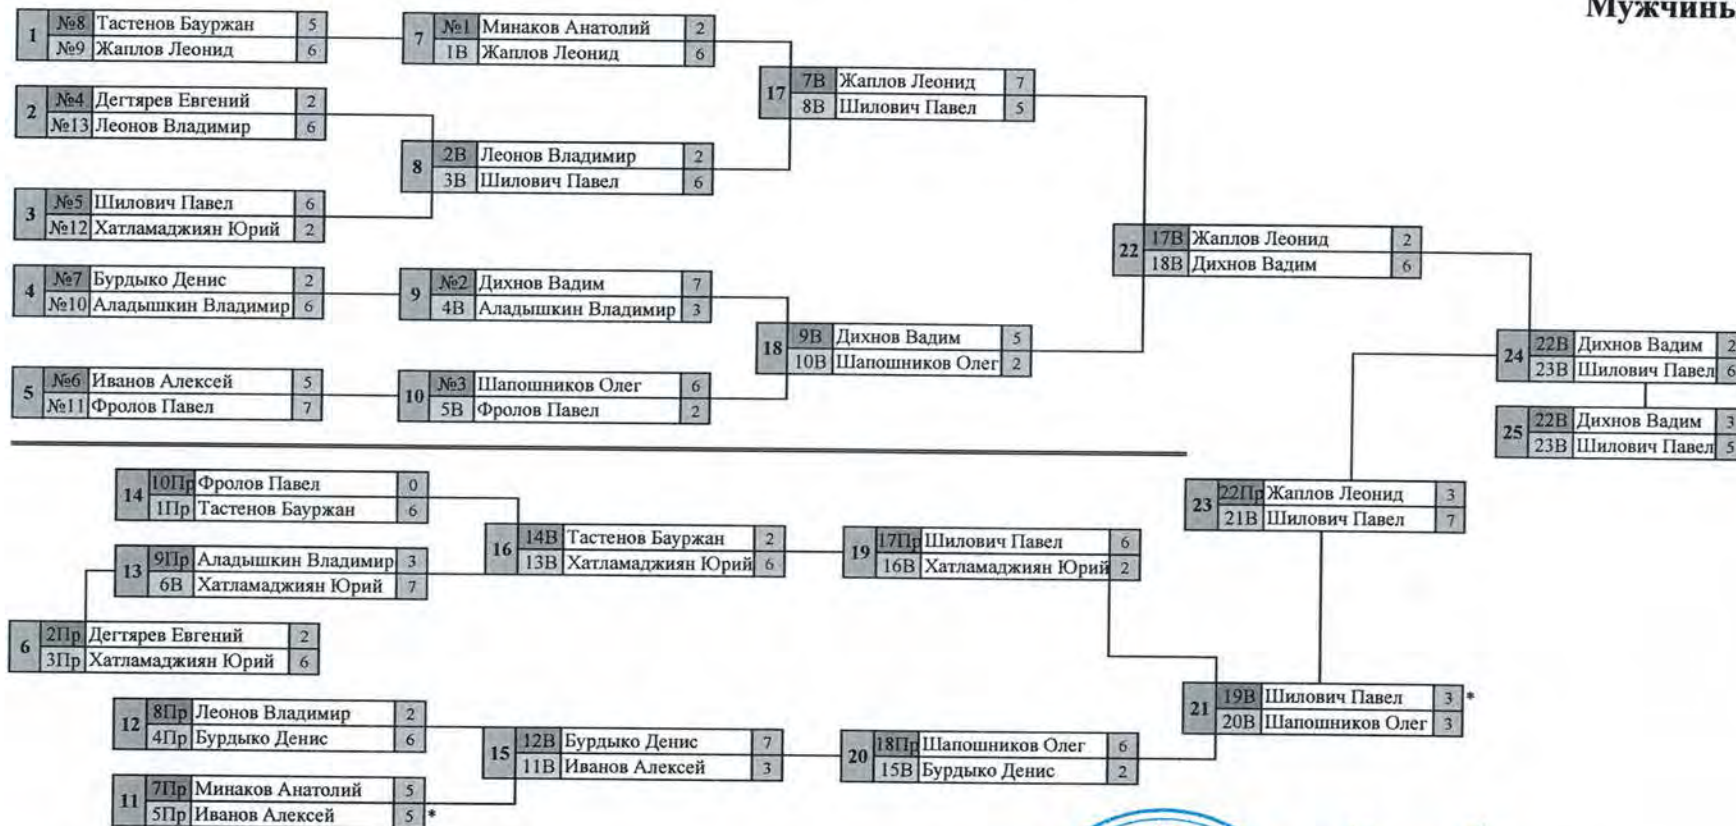 Мужчины
1 №8 Тастенов Бауржан 5
№9 Жаплов Леонид 6
2 №4 Дегтярев Евгений 2
№13 Леонов Владимир 6
3 №5 Шилович Павел 6
№12 Хатламаджиян Юрий 2
4 №7 Бурдыко Денис 2
№10 Аладышкин Владимир 6
5 №6 Иванов Алексей 5
№11 Фролов Павел 7
7 №1 Минаков Анатолий 2
1В Жаплов Леонид 6
8 2В Леонов Владимир 2
3В Шилович Павел 6
9 №2 Дихнов Вадим 7
4В Аладышкин Владимир 3
10 №3 Шапошников Олег 6
5В Фролов Павел 2
17 7В Жаплов Леонид 7
8В Шилович Павел 5
18 9В Дихнов Вадим 5
10В Шапошников Олег 2
22 17В Жаплов Леонид 2
18В Дихнов Вадим 6
24 22В Дихнов Вадим 2
23В Шилович Павел 6
25 22В Дихнов Вадим 3
23В Шилович Павел 5
14 10Пр Фролов Павел 0
1Пр Тастенов Бауржан 6
13 9Пр Аладышкин Владимир 3
6В Хатламаджиян Юрий 7
6 2Пр Дегтярев Евгений 2
3Пр Хатламаджиян Юрий 6
12 8Пр Леонов Владимир 2
4Пр Бурдыко Денис 6
11 7Пр Минаков Анатолий 5
5Пр Иванов Алексей 5 *
16 14В Тастенов Бауржан 2
13В Хатламаджиян Юрий 6
15 12В Бурдыко Денис 7
11В Иванов Алексей 3
19 17Пр Шилович Павел 6
16В Хатламаджиян Юрий 2
20 18Пр Шапошников Олег 6
15В Бурдыко Денис 2
23 22Пр Жаплов Леонид 3
21В Шилович Павел 7
21 19В Шилович Павел 3 *
20В Шапошников Олег 3